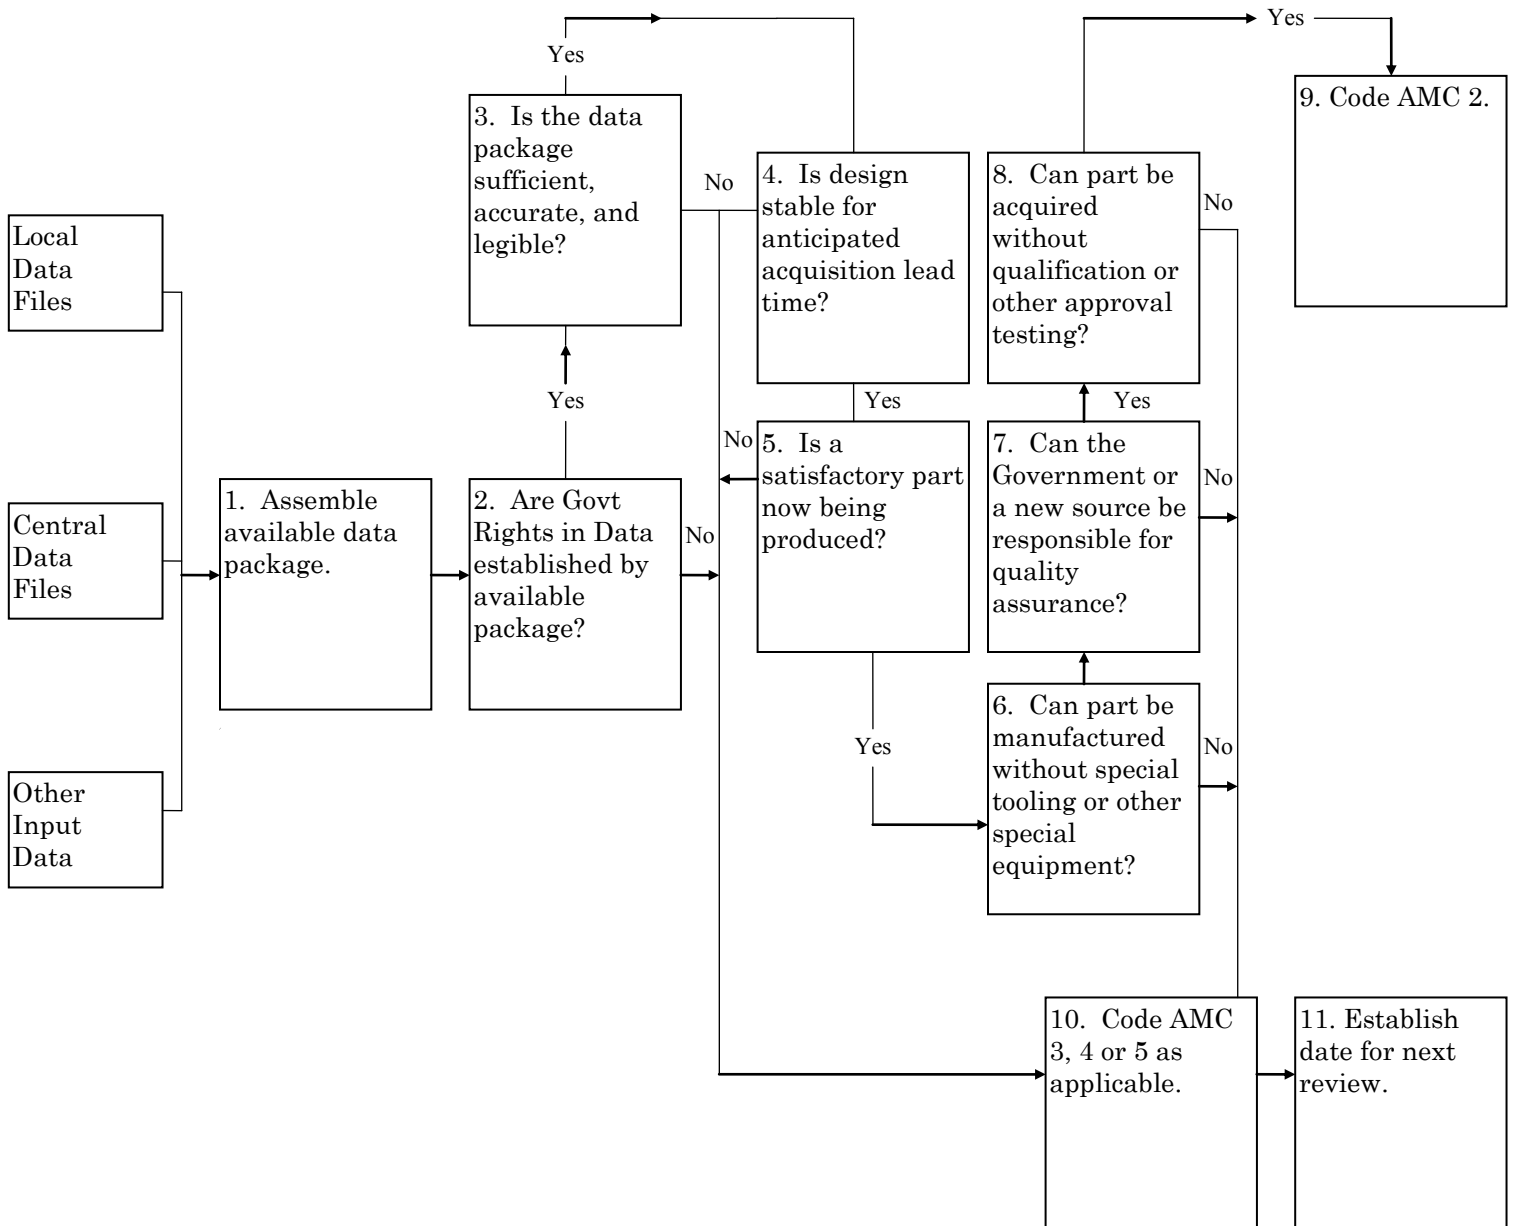 Local
Data
Files
Central
Data
Files
Other
Input
Data
1. Assemble
available data
package.
2. Are Govt
Rights in Data
established by
available
package?
No
Yes
3. Is the data
package
sufficient,
accurate, and
legible?
Yes
No
4. Is design
stable for
anticipated
acquisition lead
time?
Yes
No
5. Is a
satisfactory part
now being
produced?
Yes
6. Can part be
manufactured
without special
tooling or other
special
equipment?
No
7. Can the
Government or
a new source be
responsible for
quality
assurance?
No
Yes
8. Can part be
acquired
without
qualification or
other approval
testing?
No
Yes
9. Code AMC 2.
10. Code AMC
3, 4 or 5 as
applicable.
11. Establish
date for next
review.